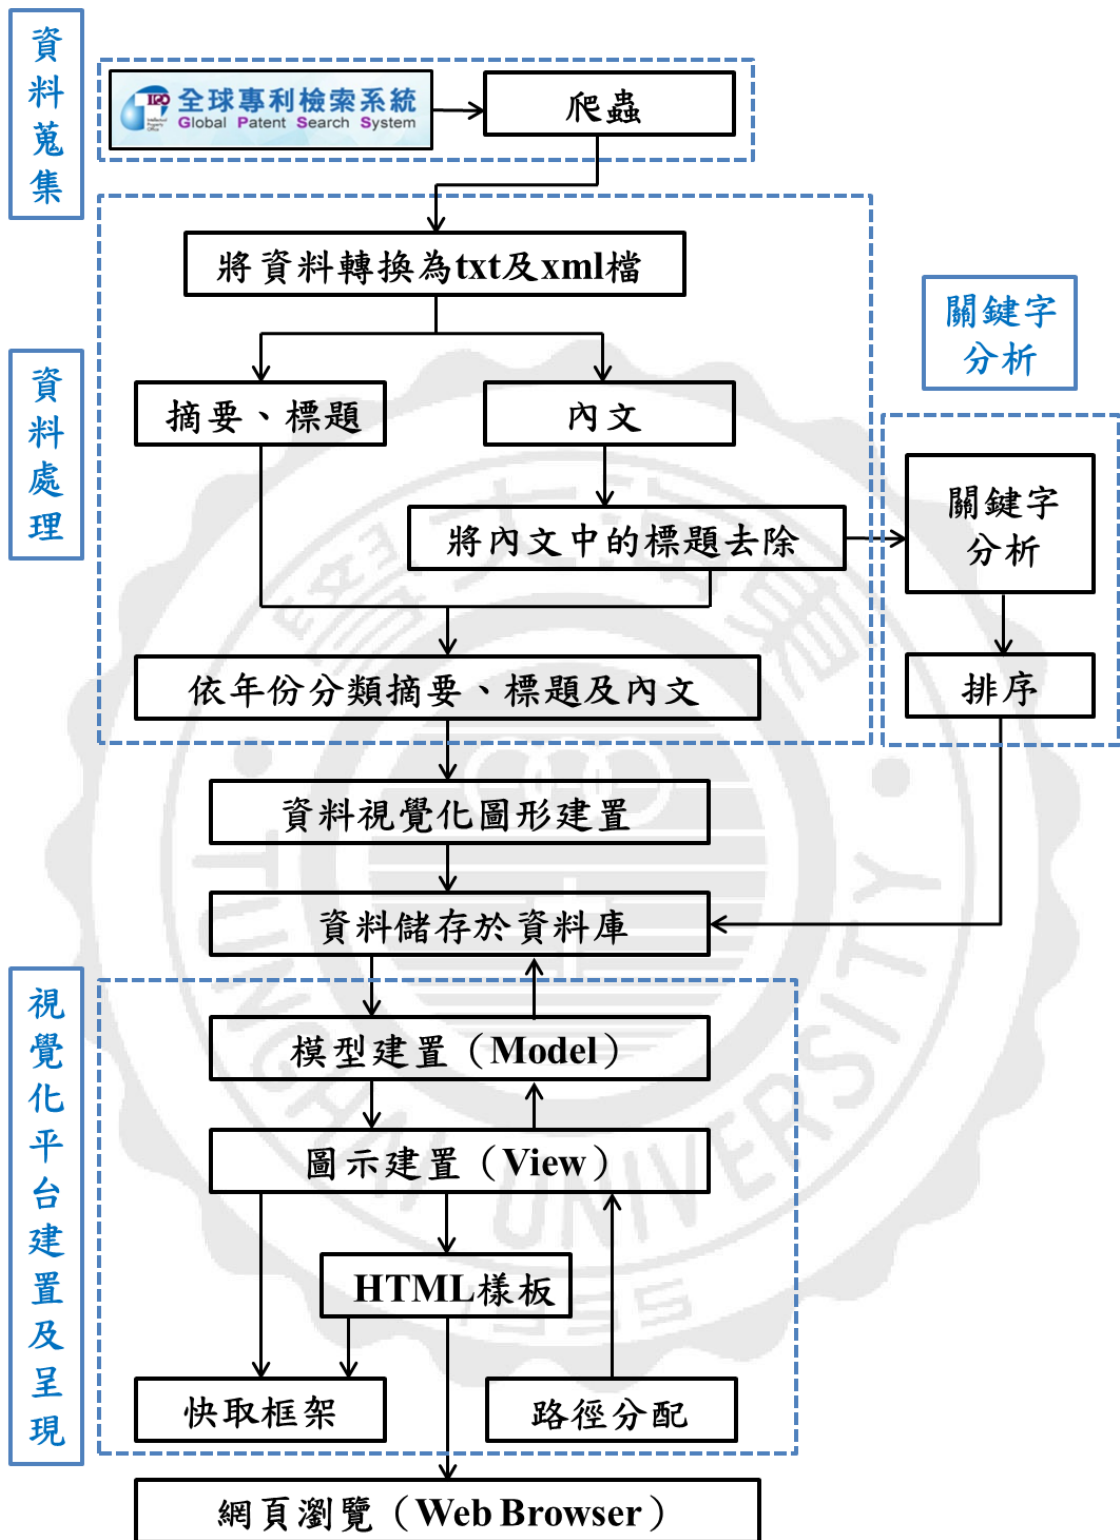 資料蒐集
全球專利檢索系統
Global Patent Search System
爬蟲
將資料轉換為txt及xml檔
資料處理
摘要、標題
內文
將內文中的標題去除
依年份分類摘要、標題及內文
關鍵字
分析
關鍵字
分析
排序
資料視覺化圖形建置
資料儲存於資料庫
視覺化平台建置及呈現
模型建置（Model）
圖示建置（View）
HTML樣板
快取框架
路徑分配
網頁瀏覽（Web Browser）
TUNGHAI UNIVERSITY
1955